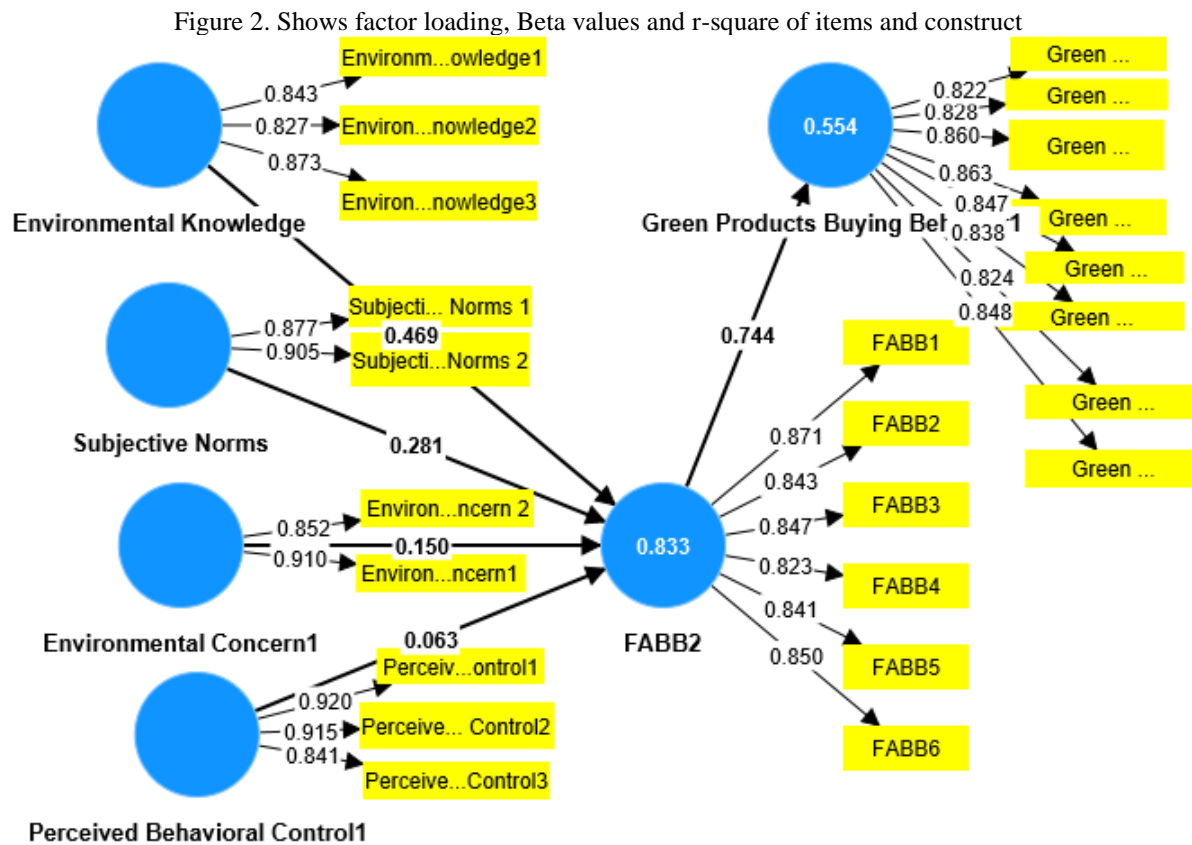 Figure 2. Shows factor loading, Beta values and r-square of items and construct
Environm...owledge1
0.843
0.827
Environ...nowledge2
0.873
Environ...nowledge3
Environmental Knowledge
Subjecti... Norms 1
0.877
0.469
0.905
Subjecti...Norms 2
Subjective Norms
0.281
Environ...ncern 2
0.852
0.150
0.910
Environ...ncern1
Environmental Concern1
0.063
Perceiv...ontrol1
0.920
0.915
Perceive... Control2
0.841
Perceive...Control3
Perceived Behavioral Control1
0.833
FABB2
0.744
0.554
Green Products Buying Beh
1
Green ...
0.822
Green ...
0.828
0.860
Green ...
0.863
0.847
Green ...
0.838
Green ...
0.824
0.848
Green ...
Green ...
Green ...
FABB1
0.871
FABB2
0.843
FABB3
0.847
0.823
FABB4
0.841
FABB5
0.850
FABB6